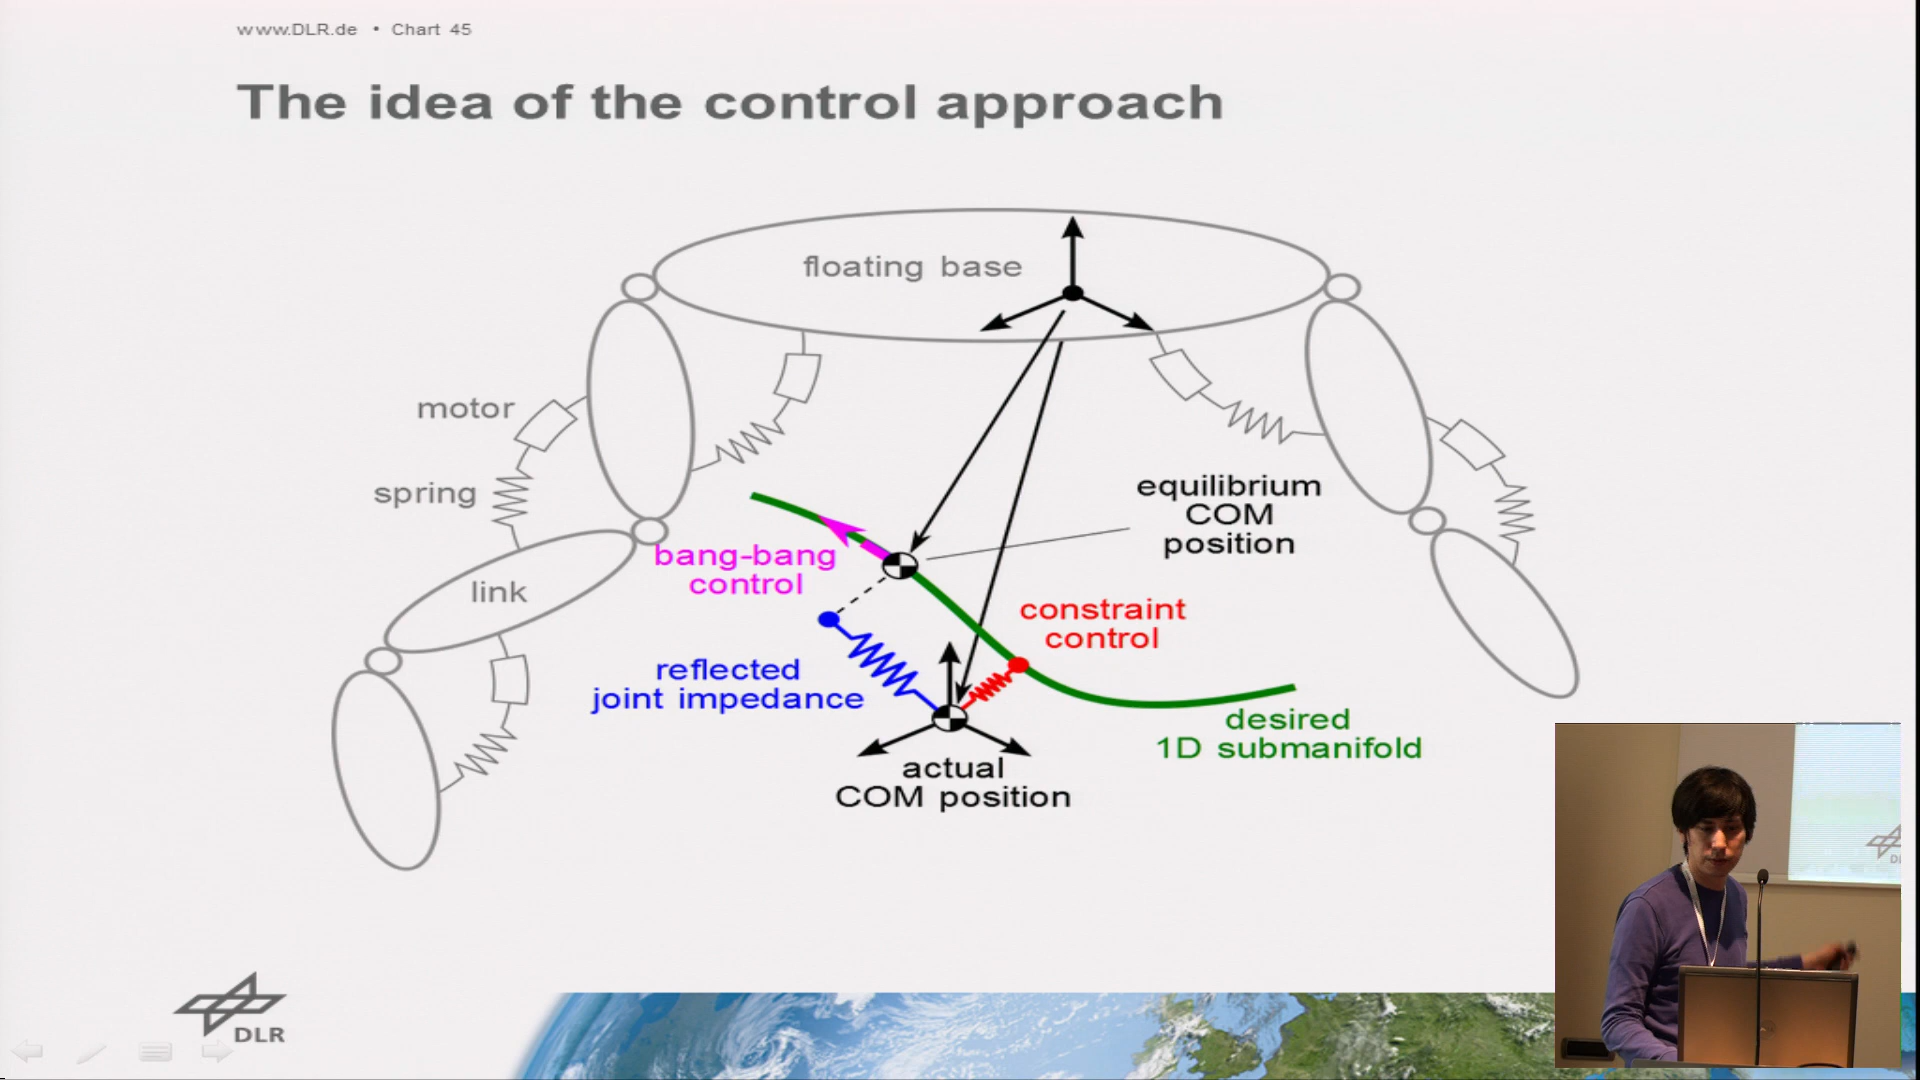 www.DLR.de • Chart 45
The idea of the control approach
floating base
motor
spring
link
equilibrium
COM
position
bang-bang
control
constraint
control
reflected
joint impedance
desired
1D submanifold
actual
COM position
DLR